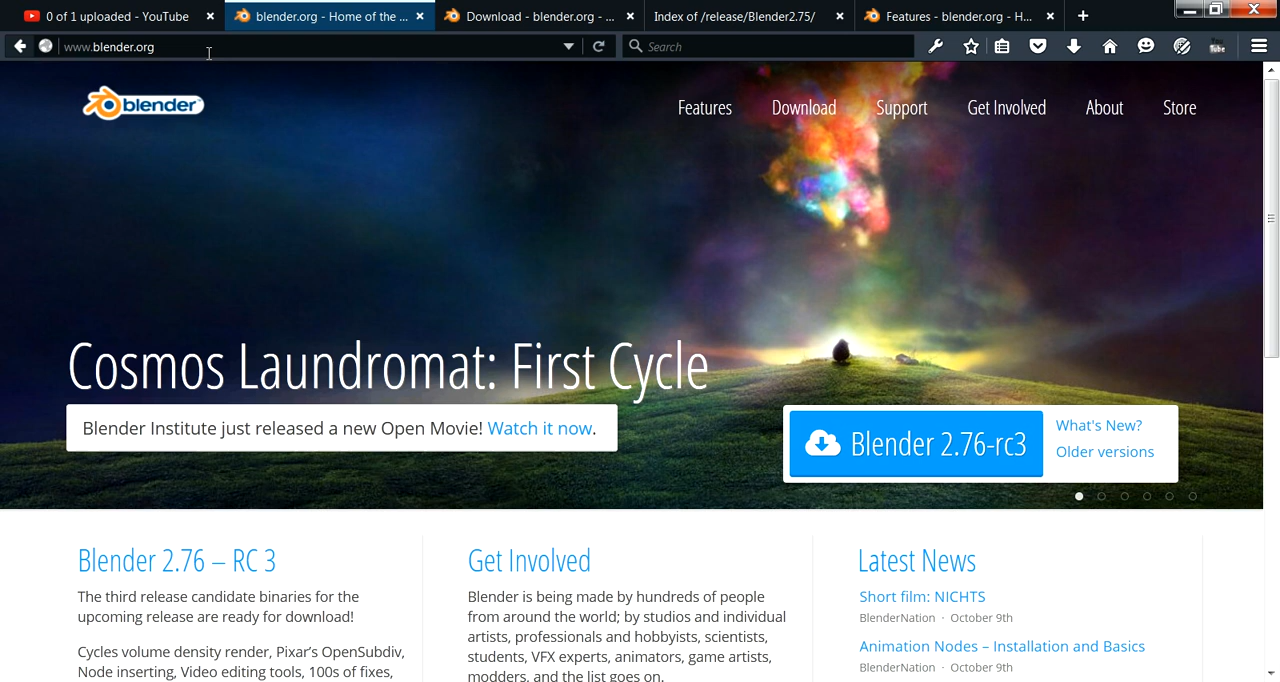 0 of 1 uploaded - YouTube
blender.org - Home of the ...
Download - blender.org - ...
Index of /release/Blender2.75/
Features - blender.org - H...
www.blender.org
Search
You
Tube
blender
Features
Download
Support
Get Involved
About
Store
Cosmos Laundromat: First Cycle
Blender Institute just released a new Open Movie! Watch it now.
Blender 2.76-rc3
What's New?
Older versions
Blender 2.76 – RC 3
The third release candidate binaries for the
upcoming release are ready for download!
Cycles volume density render, Pixar's OpenSubdiv,
Node inserting, Video editing tools, 100s of fixes,
Get Involved
Blender is being made by hundreds of people
from around the world; by studios and individual
artists, professionals and hobbyists, scientists,
students, VFX experts, animators, game artists,
modders, and the list goes on.
Latest News
Short film: NICHTS
BlenderNation · October 9th
Animation Nodes – Installation and Basics
BlenderNation · October 9th